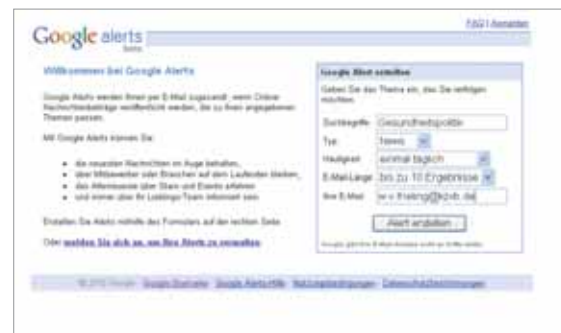 FAQ | Anmelden
Google alerts
beta
Willkommen bei Google Alerts
Google Alerts werden Ihnen per E-Mail zugesandt, wenn Online-
Nachrichtenbeiträge veröffentlicht werden, die zu Ihren angegebenen
Themen passen.
Mit Google Alerts können Sie:
die neuesten Nachrichten im Auge behalten,
über Mitbewerber oder Branchen auf dem Laufenden bleiben,
das Allerneueste über Stars und Events erfahren
und immer über Ihr Lieblings-Team informiert sein.
Erstellen Sie Alerts mithilfe des Formulars auf der rechten Seite.
Oder melden Sie sich an, um Ihre Alerts zu verwalten
Google Alert erstellen
Geben Sie das Thema ein, das Sie verfolgen
möchten.
Suchbegriffe: Gesundheitspolitik
Typ: News
Häufigkeit: einmal täglich
E-Mail-Länge: bis zu 10 Ergebnisse
Ihre E-Mail:
Alert erstellen
Google Startseite - Google Alerts-Hilfe - Nutzungsbedingungen - Datenschutzbestimmungen